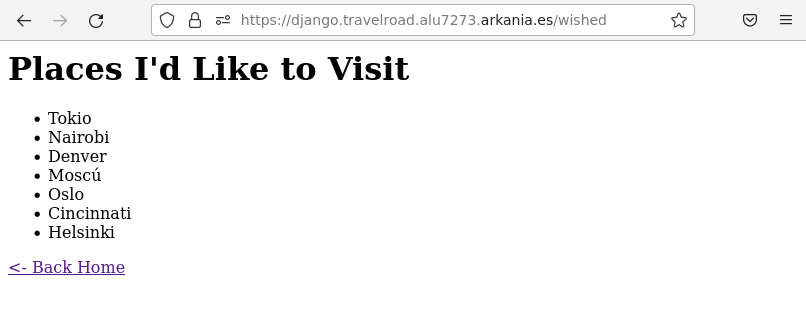 https://django.travelroad.alu7273.arkania.es/wished
Places I'd Like to Visit
Tokio
Nairobi
Denver
Moscú
Oslo
Cincinnati
Helsinki
<- Back Home